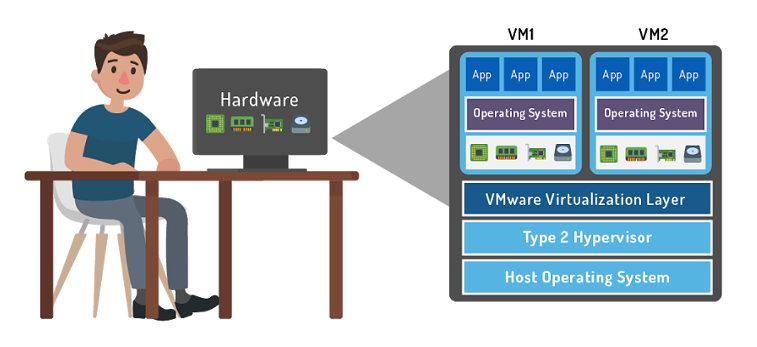 Hardware
VM1 VM2
App App App App App App
Operating System Operating System
VMware Virtualization Layer
Type 2 Hypervisor
Host Operating System